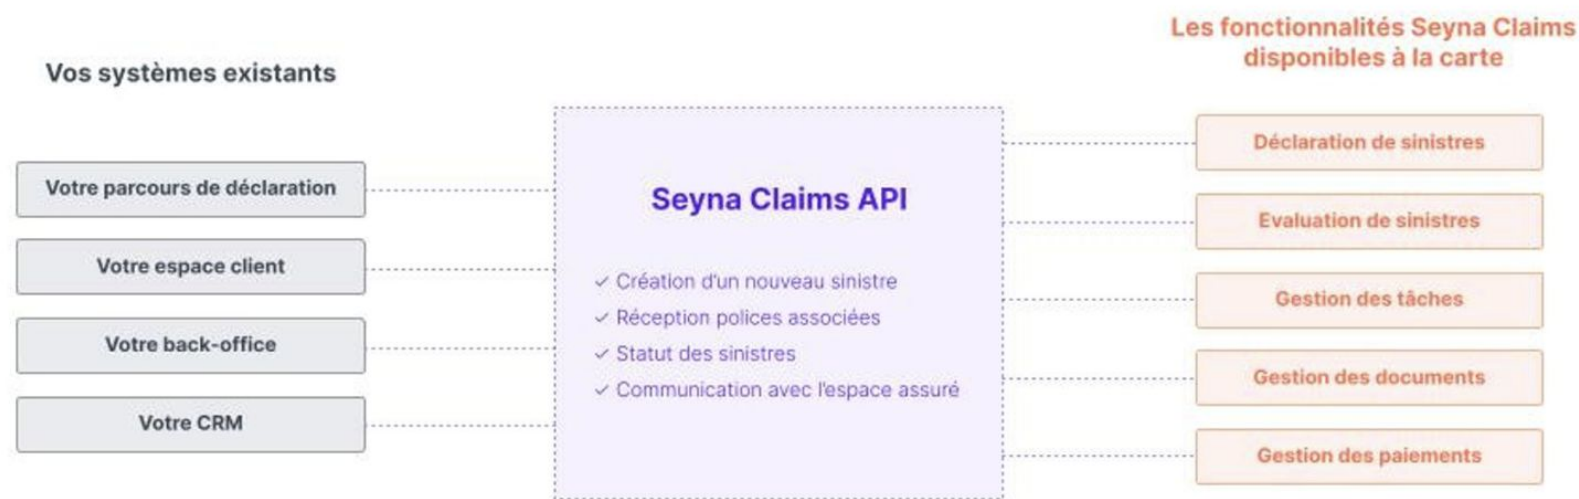 Vos systèmes existants
Votre parcours de déclaration
Votre espace client
Votre back-office
Votre CRM
Seyna Claims API
✓ Création d'un nouveau sinistre
✓ Réception polices associées
✓ Statut des sinistres
✓ Communication avec l'espace assuré
Les fonctionnalités Seyna Claims
disponibles à la carte
Déclaration de sinistres
Evaluation de sinistres
Gestion des tâches
Gestion des documents
Gestion des paiements